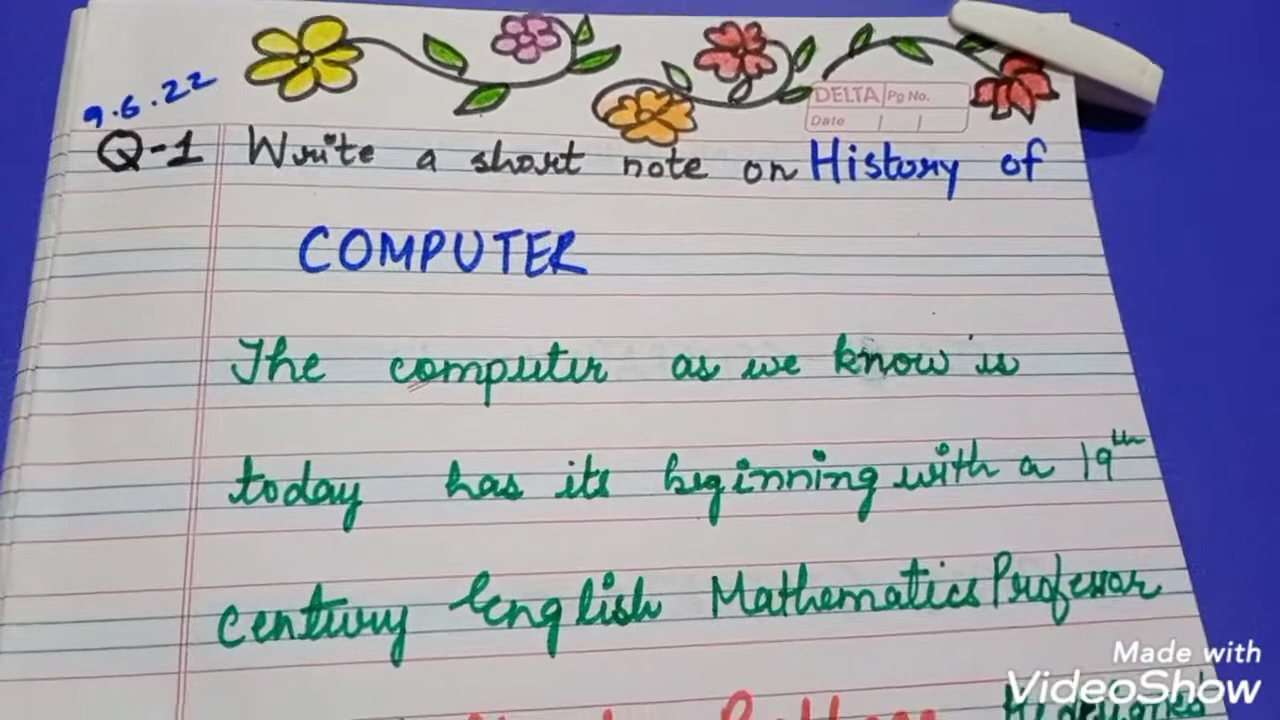 9.6.22
DELTA Pg No.
Date
Q-1 Write a short note on History of
COMPUTER
The computer as we know is
today has its beginning with a 19th
century English Mathematics Professor
Made with
VideoShow